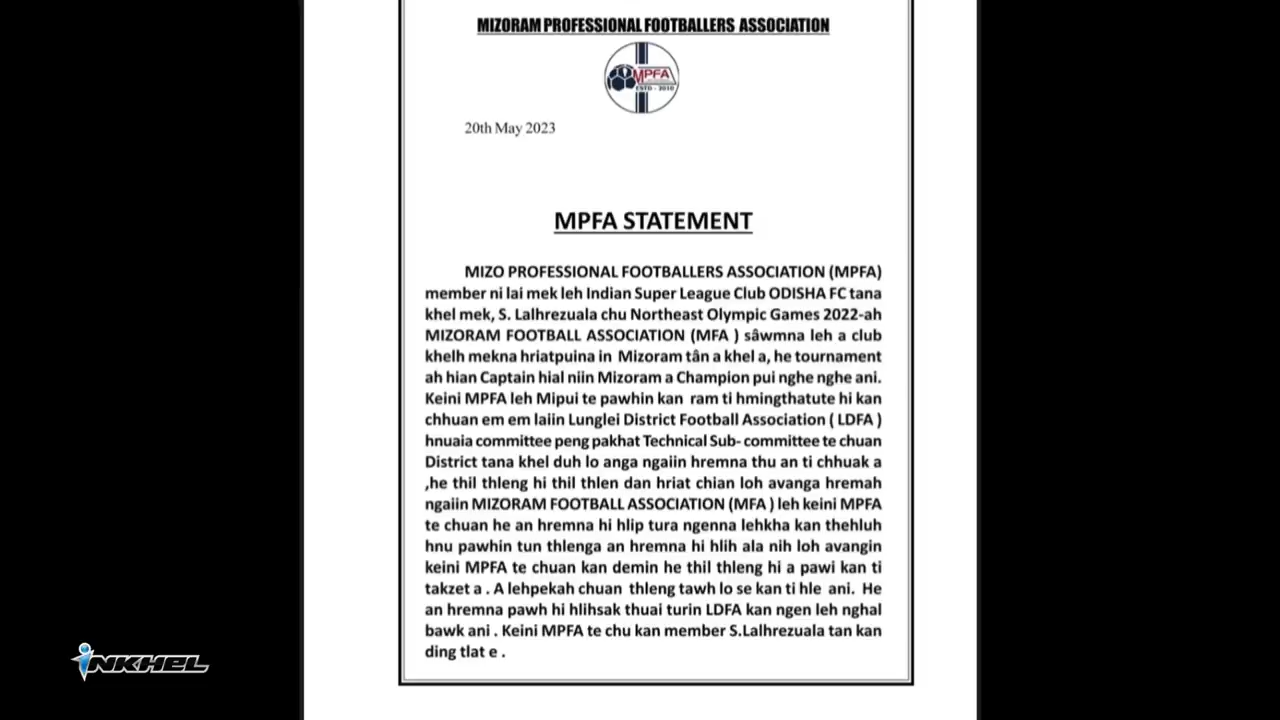 MIZORAM PROFESSIONAL FOOTBALLERS ASSOCIATION
MPFA
ESTD - 2010
20th May 2023
MPFA STATEMENT
MIZO PROFESSIONAL FOOTBALLERS ASSOCIATION (MPFA)
member ni lai mek leh Indian Super League Club ODISHA FC tana
khel mek, S. Lalhrezuala chu Northeast Olympic Games 2022-ah
MIZORAM FOOTBALL ASSOCIATION (MFA ) sâwmna leh a club
khelh mekna hriatpuina in Mizoram tân a khel a, he tournament
ah hian Captain hial niin Mizoram a Champion pui nghe nghe ani.
Keini MPFA leh Mipui te pawhin kan ram ti hmingthatute hi kan
chhuan em em laiin Lunglei District Football Association ( LDFA )
hnuaia committee peng pakhat Technical Sub- committee te chuan
District tana khel duh lo anga ngaiin hremna thu an ti chhuak a
,he thil thleng hi thil thlen dan hriat chian loh avanga hremah
ngaiin MIZORAM FOOTBALL ASSOCIATION (MFA ) leh keini MPFA
te chuan he an hremna hi hlip tura ngenna lehkha kan thehluh
hnu pawhin tun thlenga an hremna hi hlih ala nih loh avangin
keini MPFA te chuan kan demin he thil thleng hi a pawi kan ti
takzet a . A lehpekah chuan thleng tawh lo se kan ti hle ani. He
an hremna pawh hi hlihsak thuai turin LDFA kan ngen leh nghal
bawk ani . Keini MPFA te chu kan member S.Lalhrezuala tan kan
ding tlat e .
INKHEL